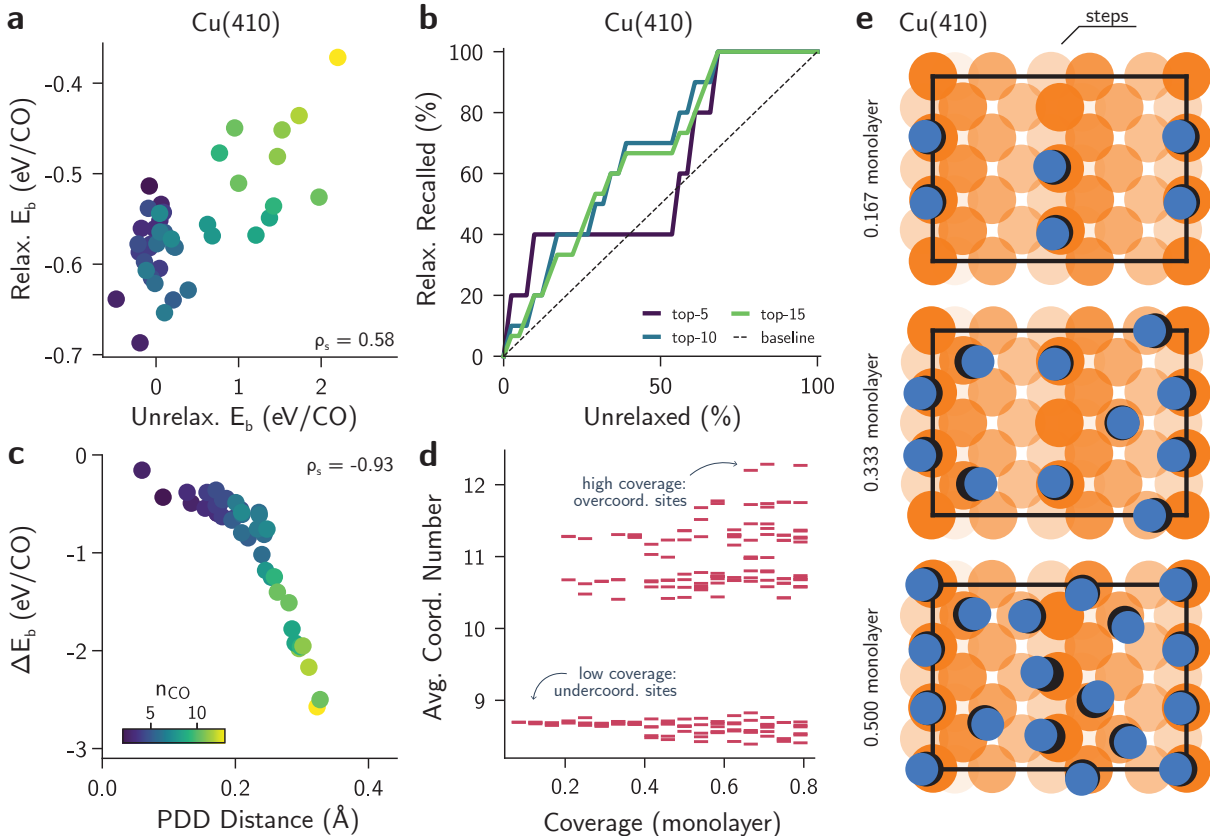 a
Cu(410)
-0.4
-0.5
-0.6
-0.7
Relax. E_b (eV/CO)
ρ_s = 0.58
0
1
2
Unrelax. E_b (eV/CO)
b
Cu(410)
100
80
60
40
20
0
Relax. Recalled (%)
top-5
top-15
top-10
baseline
0
50
100
Unrelaxed (%)
c
0
-1
-2
-3
ΔE_b (eV/CO)
ρ_s = -0.93
n_CO
5
10
0.0
0.2
0.4
PDD Distance (Å)
d
12
11
10
9
Avg. Coord. Number
high coverage:
overcoord. sites
low coverage:
undercoord. sites
0.2
0.4
0.6
0.8
Coverage (monolayer)
e
Cu(410)
steps
0.167 monolayer
0.333 monolayer
0.500 monolayer